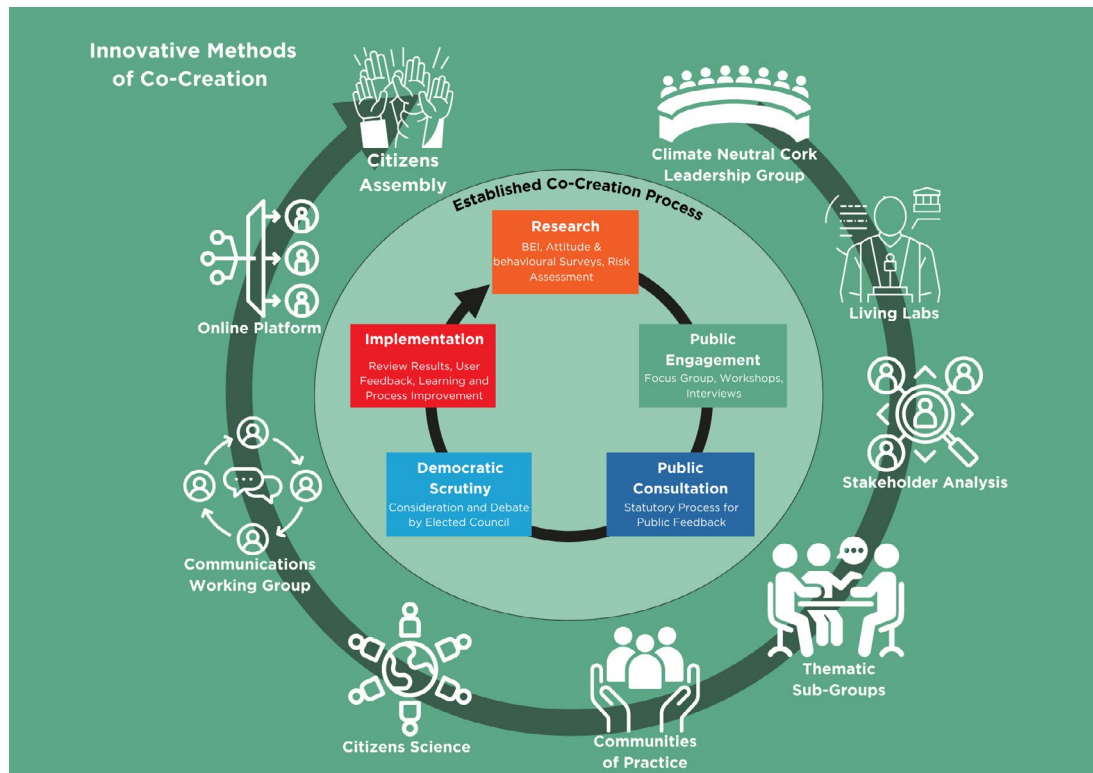 Innovative Methods
of Co-Creation
Citizens
Assembly
Climate Neutral Cork
Leadership Group
Living Labs
Stakeholder Analysis
Thematic
Sub-Groups
Communities
of Practice
Citizens Science
Communications
Working Group
Online Platform
Established Co-Creation Process
Research
BEI, Attitude &
behavioural Surveys, Risk
Assessment
Public
Engagement
Focus Group, Workshops,
Interviews
Public
Consultation
Statutory Process for
Public Feedback
Democratic
Scrutiny
Consideration and Debate
by Elected Council
Implementation
Review Results, User
Feedback, Learning and
Process Improvement